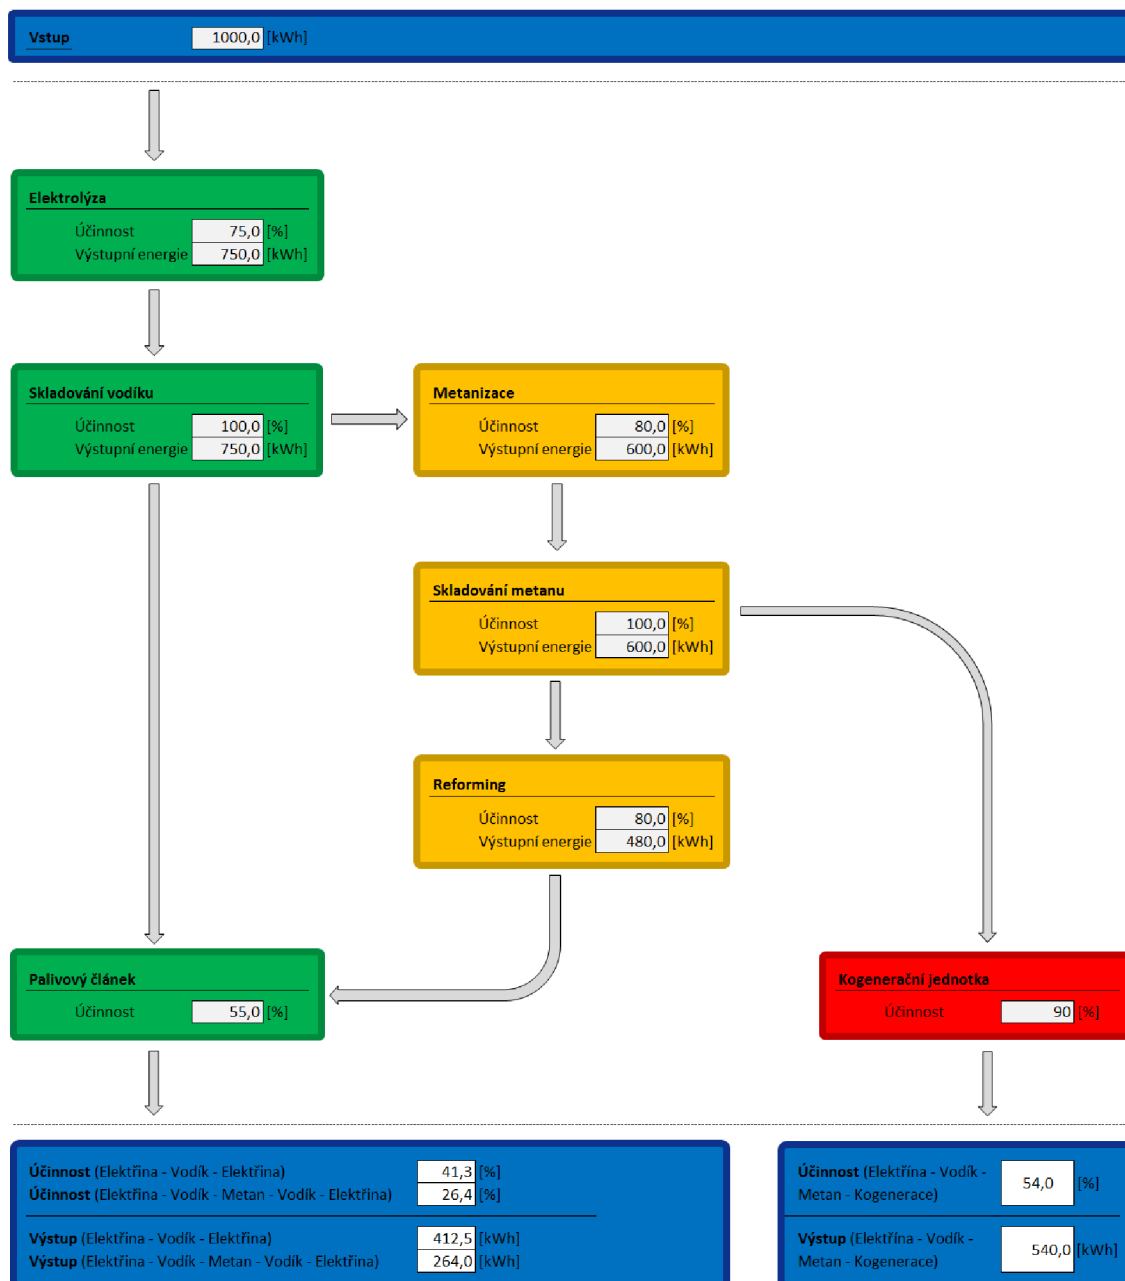 Vstup 1000,0 [kWh]
Elektrolýza
Účinnost 75,0 [%]
Výstupní energie 750,0 [kWh]
Skladování vodíku
Účinnost 100,0 [%]
Výstupní energie 750,0 [kWh]
Metanizace
Účinnost 80,0 [%]
Výstupní energie 600,0 [kWh]
Skladování metanu
Účinnost 100,0 [%]
Výstupní energie 600,0 [kWh]
Reforming
Účinnost 80,0 [%]
Výstupní energie 480,0 [kWh]
Palivový článek
Účinnost 55,0 [%]
Kogenerační jednotka
Účinnost 90 [%]
Účinnost (Elektřina - Vodík - Elektřina) 41,3 [%]
Účinnost (Elektřina - Vodík - Metan - Vodík - Elektřina) 26,4 [%]
Výstup (Elektřina - Vodík - Elektřina) 412,5 [kWh]
Výstup (Elektřina - Vodík - Metan - Vodík - Elektřina) 264,0 [kWh]
Účinnost (Elektřína - Vodík -
Metan - Kogenerace) 54,0 [%]
Výstup (Elektřína - Vodík -
Metan - Kogenerace) 540,0 [kWh]